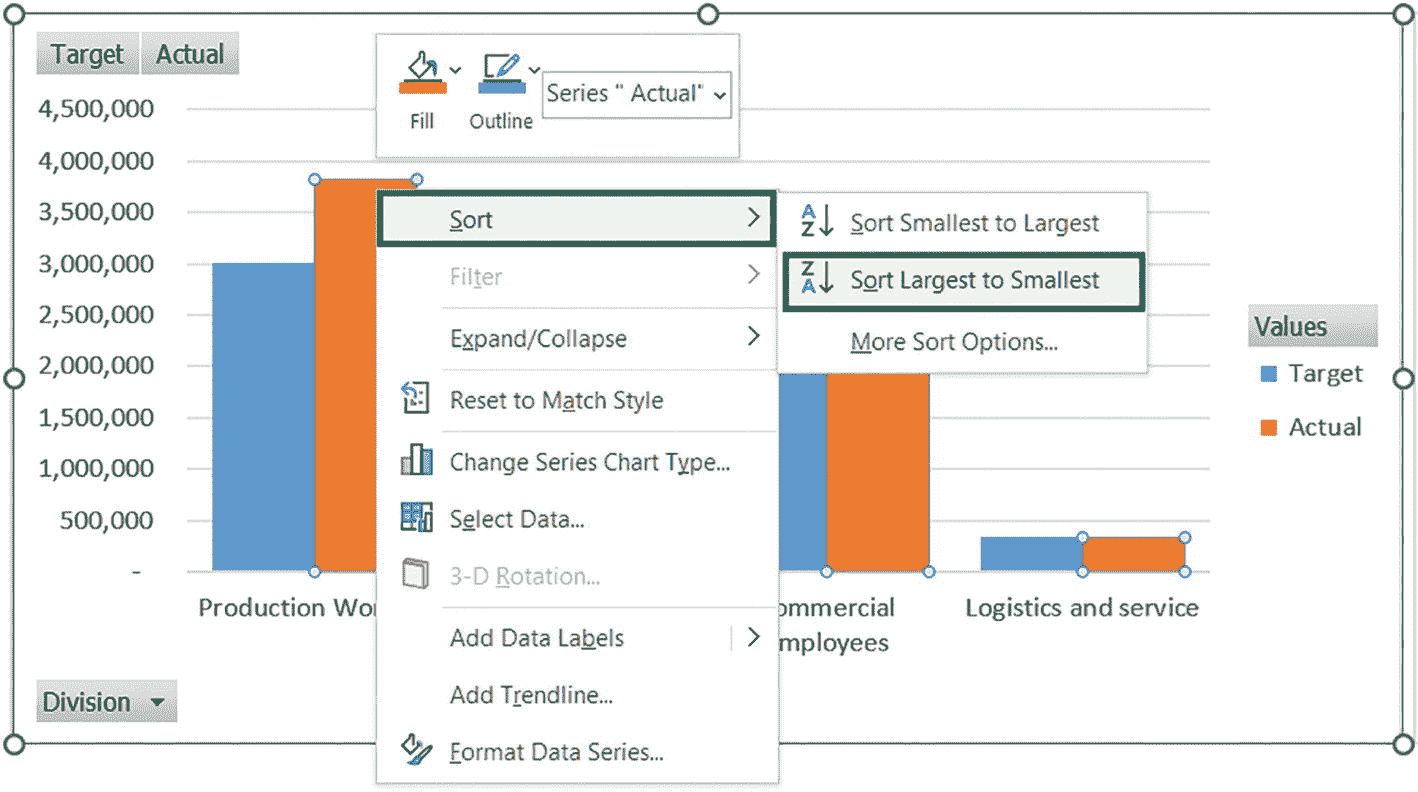 Target Actual
4,500,000
4,000,000
3,500,000
3,000,000
2,500,000
2,000,000
1,500,000
1,000,000
500,000
-
Fill
Outline
Series " Actual"
Sort
Filter
Expand/Collapse
Reset to Match Style
Change Series Chart Type...
Select Data...
3-D Rotation...
Add Data Labels
Add Trendline...
Format Data Series...
Sort Smallest to Largest
Sort Largest to Smallest
More Sort Options...
Production
Logistics and service
Values
Target
Actual
Division